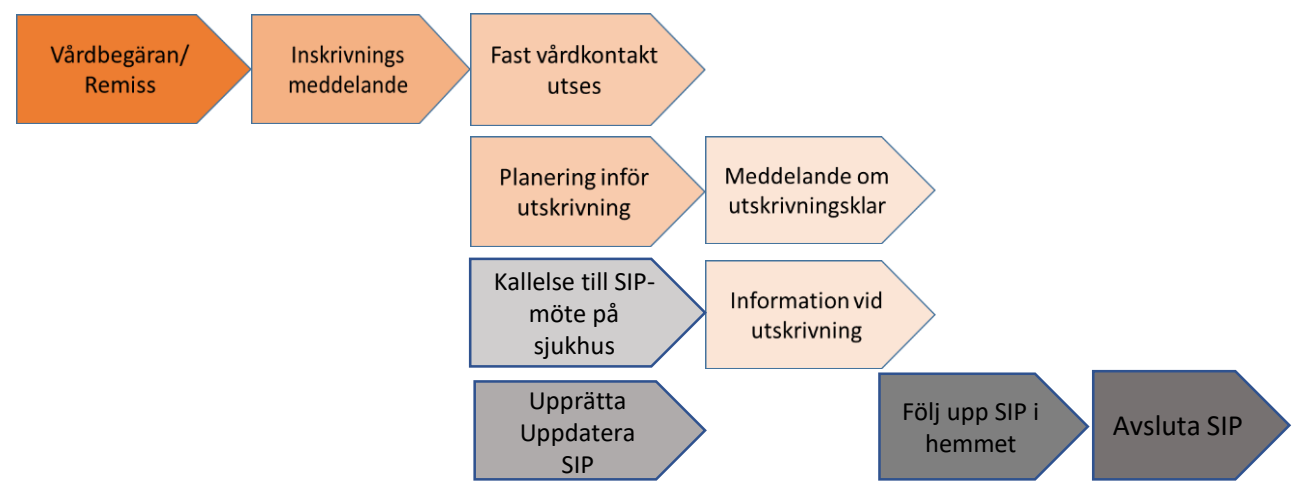 Vårdbegäran/
Remiss
Inskrivnings
meddelande
Fast vårdkontakt
utses
Planering inför
utskrivning
Meddelande om
utskrivningsklar
Kallelse till SIP-
möte på
sjukhus
Information vid
utskrivning
Upprätta
Uppdatera
SIP
Följ upp SIP i
hemmet
Avsluta SIP